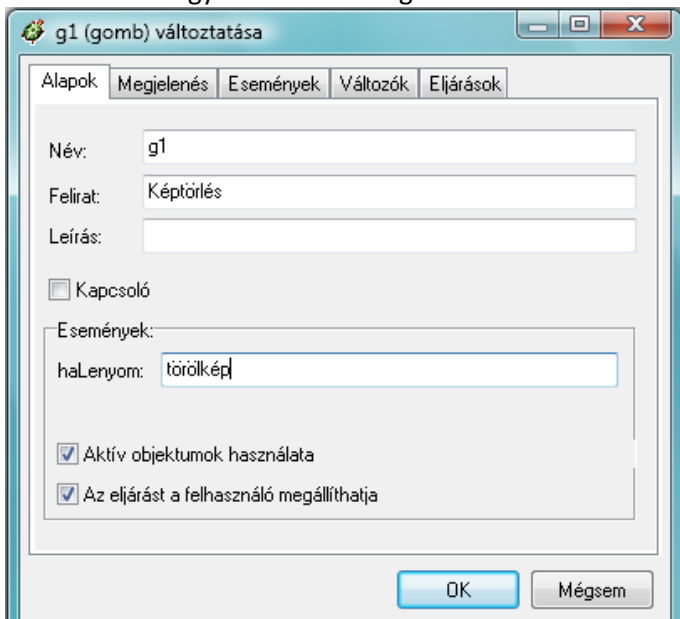 g1 (gomb) változtatása
Alapok Megjelenés Események Változók Eljárások
Név: g1
Felirat: Képtörlés
Leírás:
Kapcsoló
Események:
haLenyom: törölkép
Aktív objektumok használata
Az eljárást a felhasználó megállíthatja
OK Mégsem